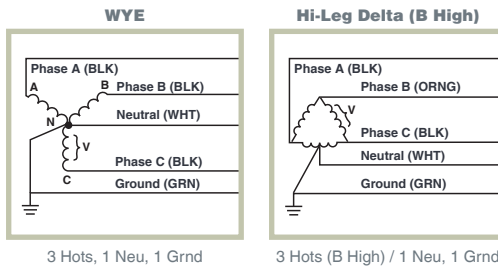 WYE
Phase A (BLK)
A
B
Phase B (BLK)
N
Neutral (WHT)
V
Phase C (BLK)
C
Ground (GRN)
3 Hots, 1 Neu, 1 Grnd
Hi-Leg Delta (B High)
Phase A (BLK)
Phase B (ORNG)
V
Phase C (BLK)
Neutral (WHT)
Ground (GRN)
3 Hots (B High) / 1 Neu, 1 Grnd